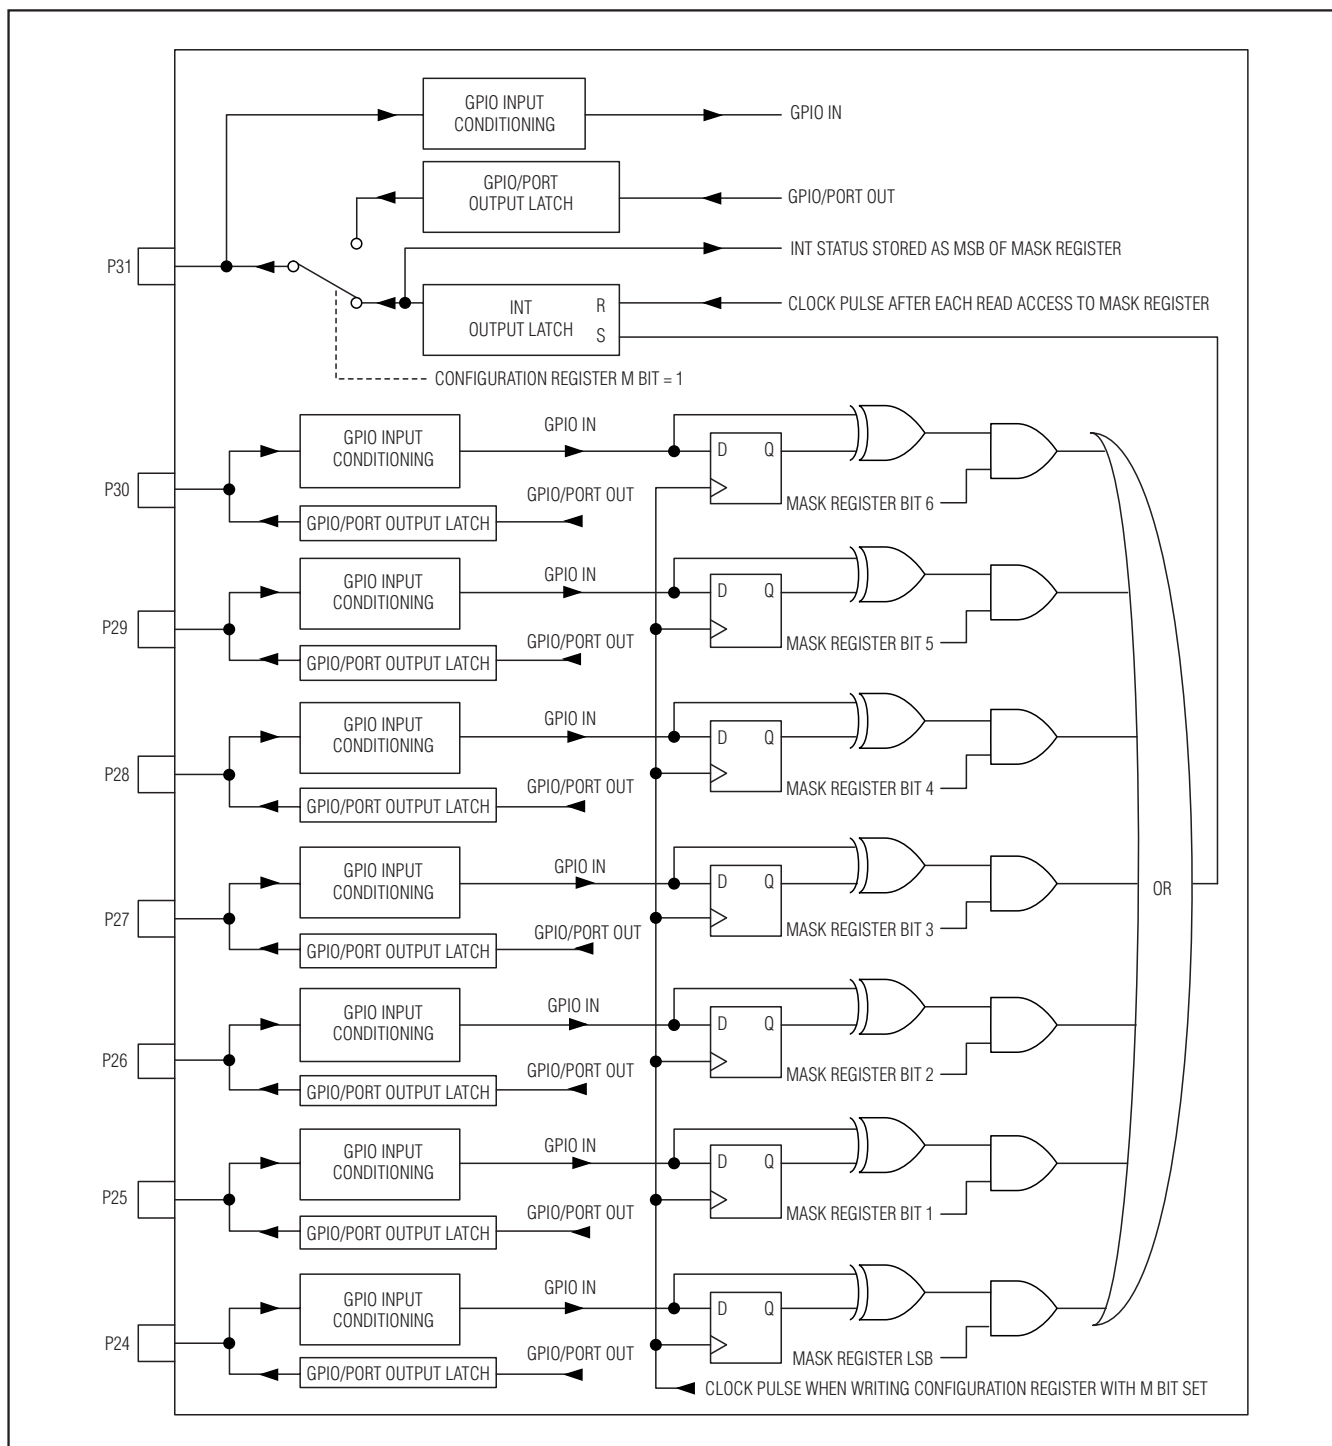 GPIO INPUT
CONDITIONING
GPIO IN
GPIO/PORT
OUTPUT LATCH
GPIO/PORT OUT
INT STATUS STORED AS MSB OF MASK REGISTER
P31
INT
OUTPUT LATCH
R
S
CLOCK PULSE AFTER EACH READ ACCESS TO MASK REGISTER
CONFIGURATION REGISTER M BIT = 1
GPIO INPUT
CONDITIONING
GPIO IN
D Q
P30
GPIO/PORT OUT
MASK REGISTER BIT 6
GPIO/PORT OUTPUT LATCH
GPIO INPUT
CONDITIONING
GPIO IN
D Q
P29
GPIO/PORT OUT
MASK REGISTER BIT 5
GPIO/PORT OUTPUT LATCH
GPIO INPUT
CONDITIONING
GPIO IN
D Q
P28
GPIO/PORT OUT
MASK REGISTER BIT 4
GPIO/PORT OUTPUT LATCH
GPIO INPUT
CONDITIONING
GPIO IN
D Q
OR
P27
GPIO/PORT OUT
MASK REGISTER BIT 3
GPIO/PORT OUTPUT LATCH
GPIO INPUT
CONDITIONING
GPIO IN
D Q
P26
GPIO/PORT OUT
MASK REGISTER BIT 2
GPIO/PORT OUTPUT LATCH
GPIO INPUT
CONDITIONING
GPIO IN
D Q
P25
GPIO/PORT OUT
MASK REGISTER BIT 1
GPIO/PORT OUTPUT LATCH
GPIO INPUT
CONDITIONING
GPIO IN
D Q
P24
GPIO/PORT OUT
MASK REGISTER LSB
GPIO/PORT OUTPUT LATCH
CLOCK PULSE WHEN WRITING CONFIGURATION REGISTER WITH M BIT SET